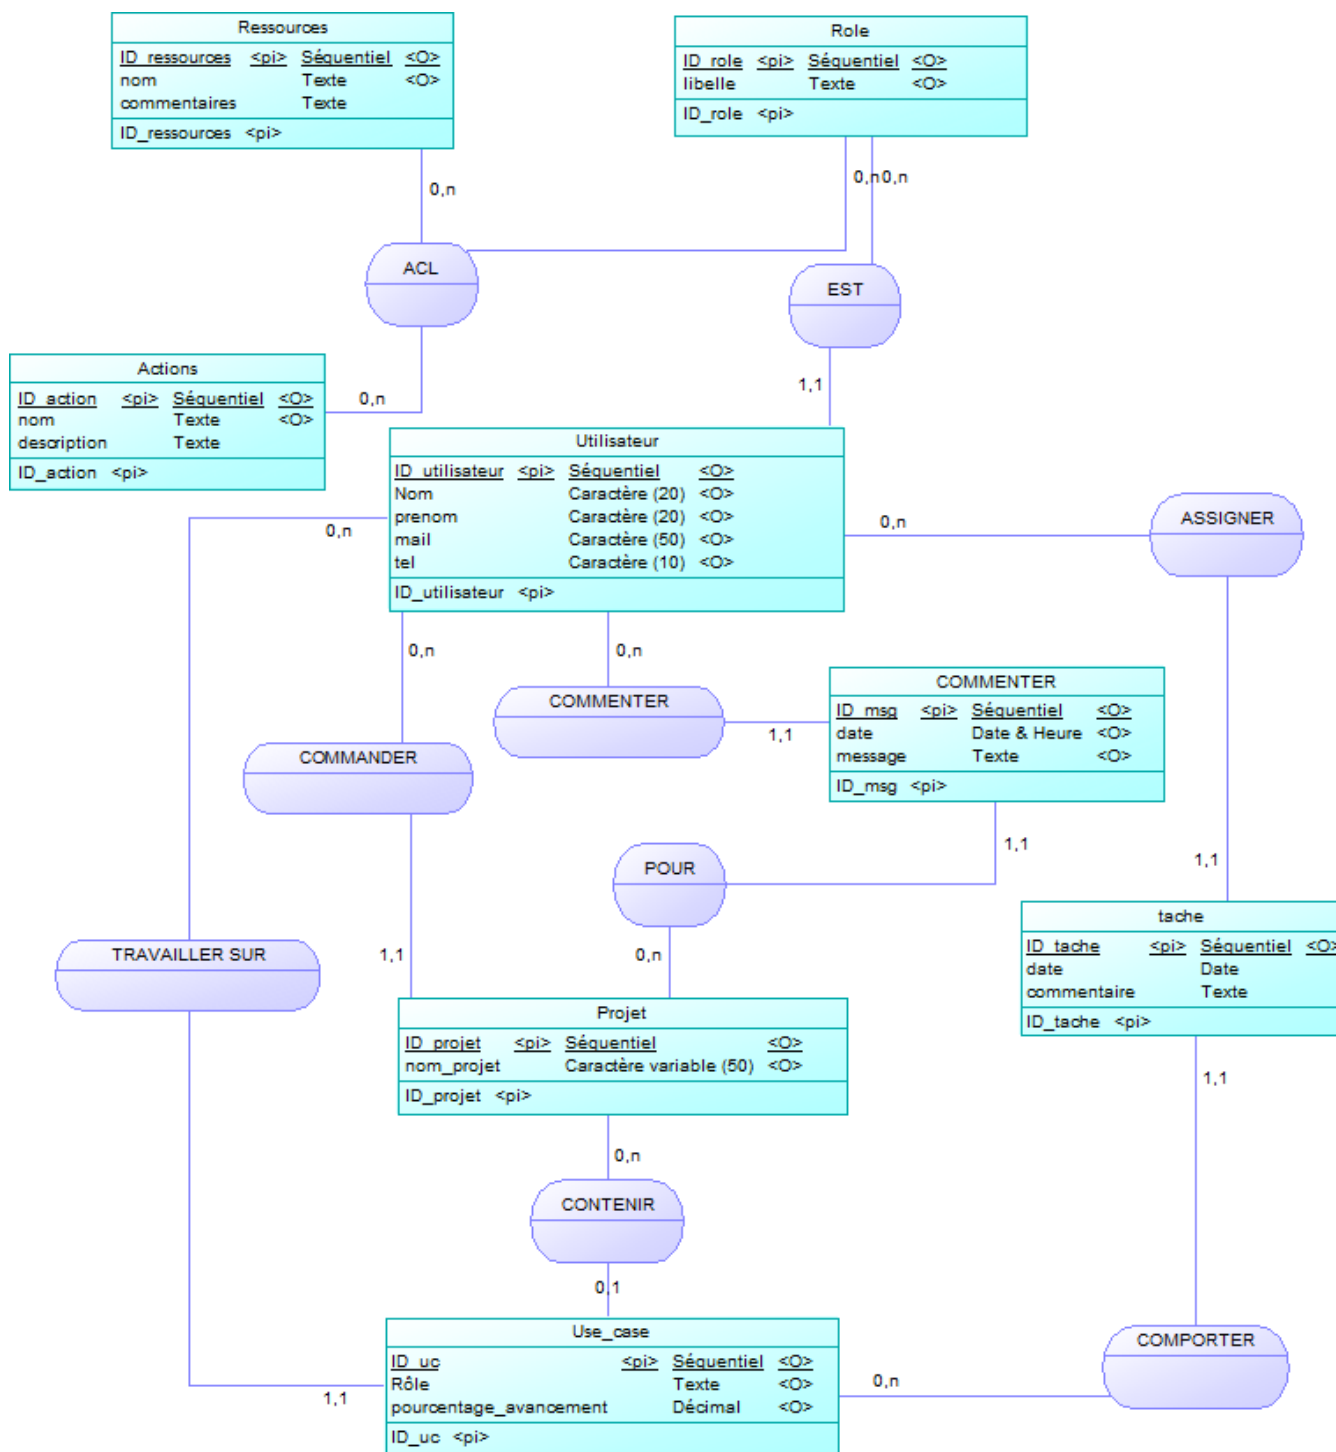 Ressources
ID_ressources <pi> Séquentiel <O>
nom Texte <O>
commentaires Texte
ID_ressources <pi>
Role
ID_role <pi> Séquentiel <O>
libelle Texte <O>
ID_role <pi>
0,n
0,n
0,n
ACL
EST
Actions
ID_action <pi> Séquentiel <O>
nom Texte <O>
description Texte
ID_action <pi>
0,n
1,1
Utilisateur
ID_utilisateur <pi> Séquentiel <O>
Nom Caractère (20) <O>
prenom Caractère (20) <O>
mail Caractère (50) <O>
tel Caractère (10) <O>
ID_utilisateur <pi>
0,n
0,n
ASSIGNER
0,n
0,n
COMMENTER
1,1
COMMENTER
ID_msg <pi> Séquentiel <O>
date Date & Heure <O>
message Texte <O>
ID_msg <pi>
COMMANDER
1,1
POUR
1,1
tache
ID_tache <pi> Séquentiel <O>
date Date
commentaire Texte
ID_tache <pi>
TRAVAILLER SUR
1,1
0,n
Projet
ID_projet <pi> Séquentiel <O>
nom_projet Caractère variable (50) <O>
ID_projet <pi>
1,1
0,n
CONTENIR
0,1
Use_case
ID_uc <pi> Séquentiel <O>
Rôle Texte <O>
pourcentage_avancement Décimal <O>
ID_uc <pi>
1,1
0,n
COMPORTER